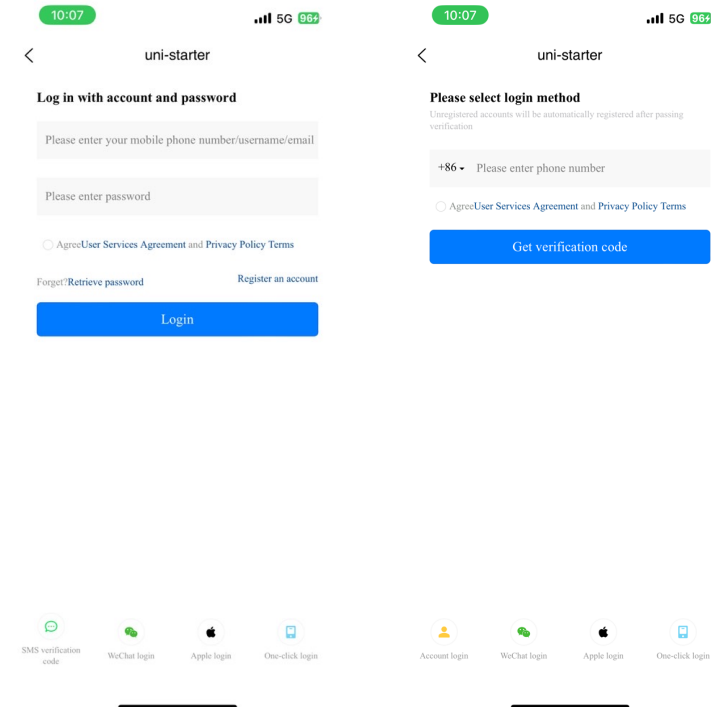 10:07
5G 96
uni-starter
Log in with account and password
Please enter your mobile phone number/username/email
Please enter password
AgreeUser Services Agreement and Privacy Policy Terms
Forget?Retrieve password
Register an account
Login
SMS verification
code
WeChat login
Apple login
One-click login
10:07
5G 96
uni-starter
Please select login method
Unregistered accounts will be automatically registered after passing
verification
+86 Please enter phone number
AgreeUser Services Agreement and Privacy Policy Terms
Get verification code
Account login
WeChat login
Apple login
One-click login